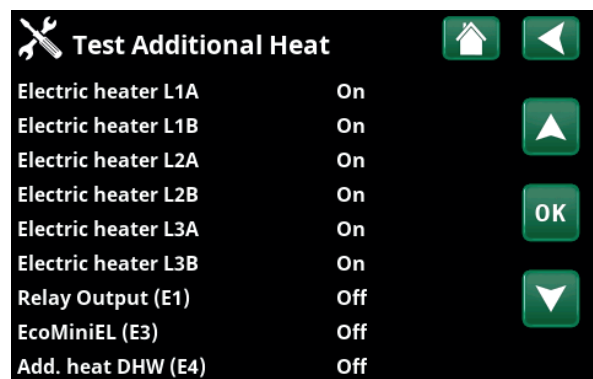 Test Additional Heat
Electric heater L1A On
Electric heater L1B On
Electric heater L2A On
Electric heater L2B On
OK
Electric heater L3A On
Electric heater L3B On
Relay Output (E1) Off
EcoMiniEL (E3) Off
Add. heat DHW (E4) Off